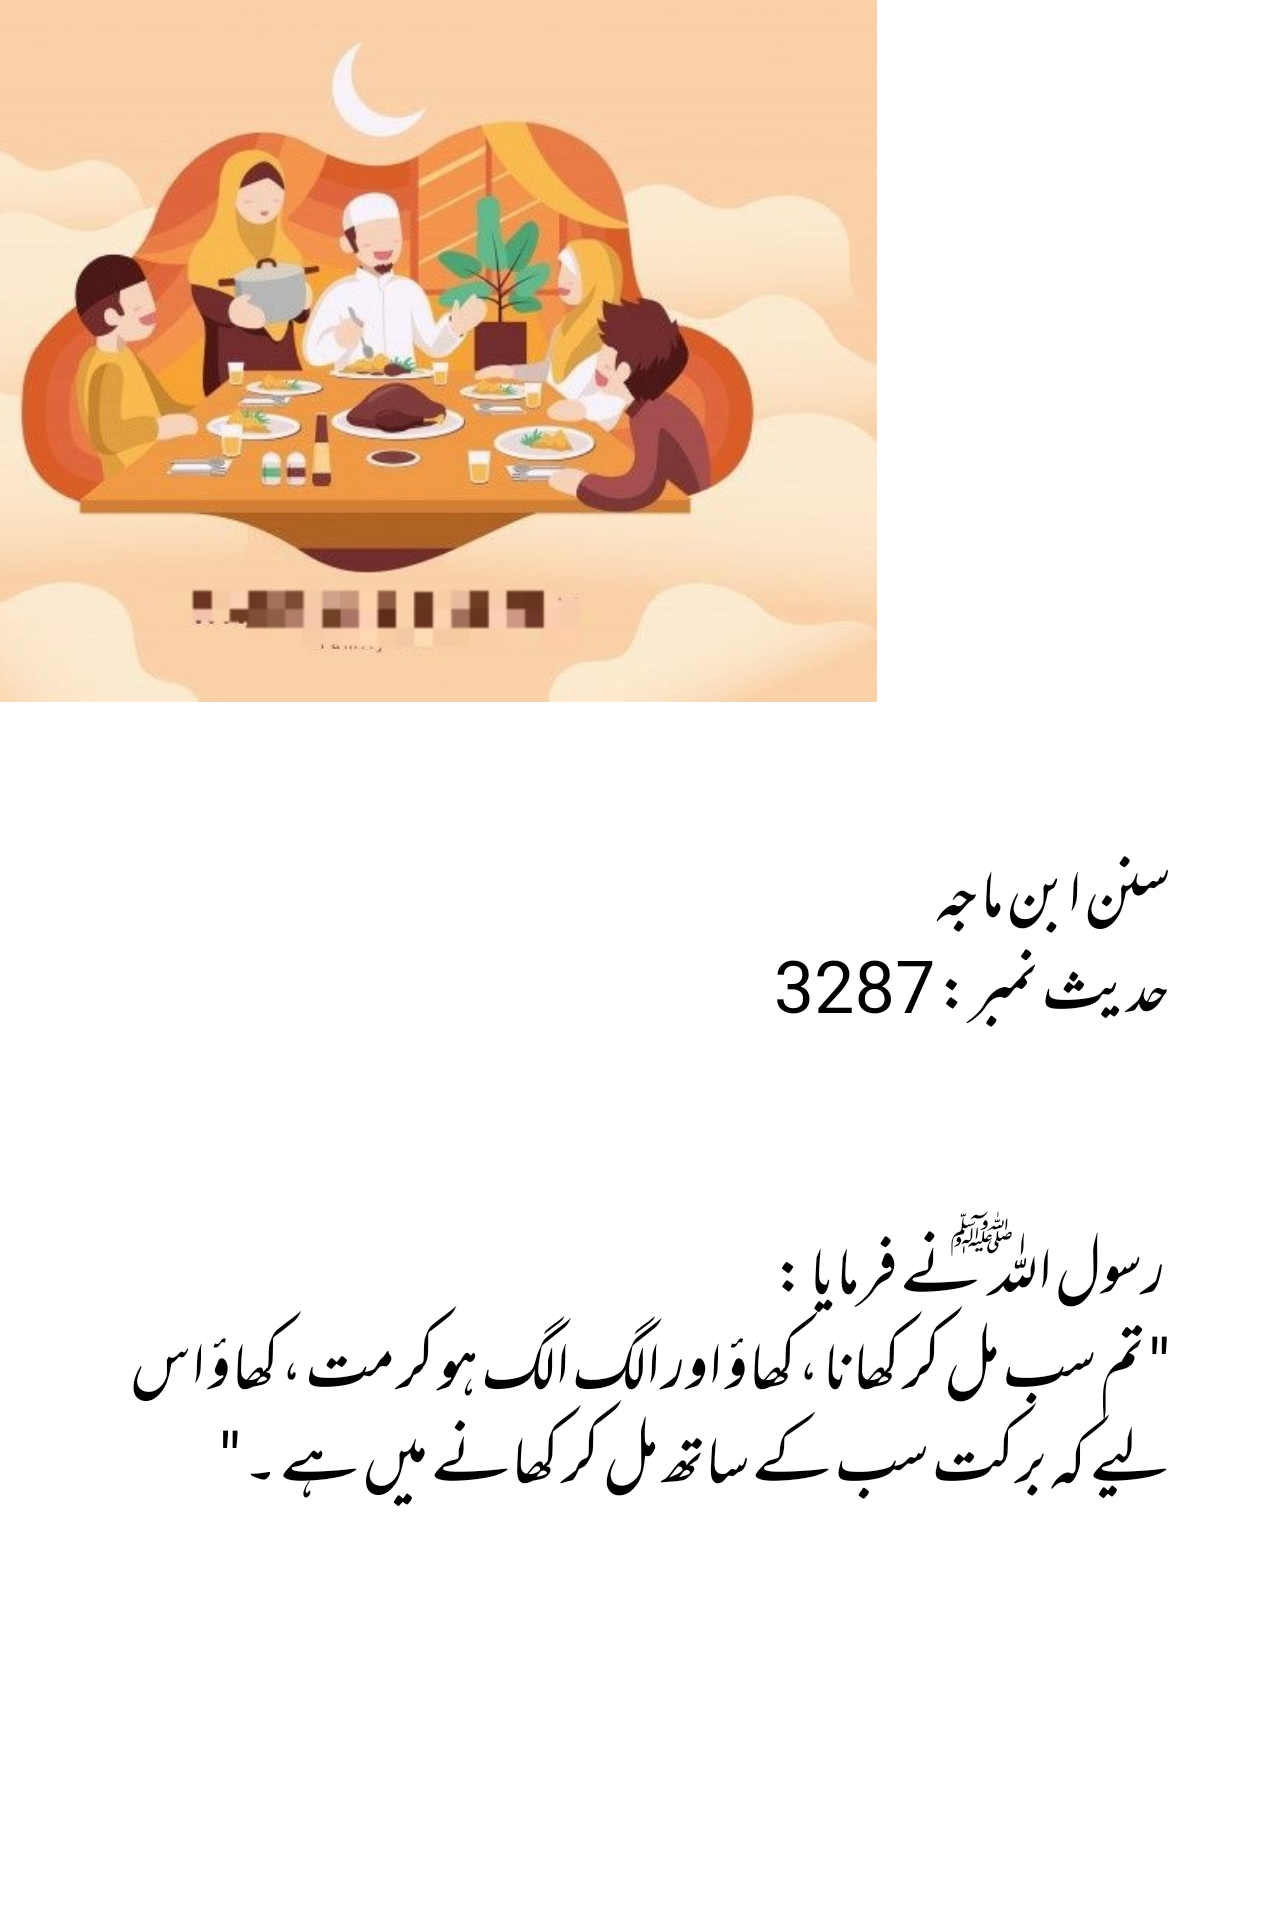 سنن ابن ماجہ
حدیث نمبر : 3287
رسول اللہ ﷺ نے فرمایا :
"تم سب مل کر کھانا ، کھاؤ اور الگ الگ ہو کر مت ، کھاؤ اس
لیے کہ برکت سب کے ساتھ مل کر کھانے میں ہے ۔ "